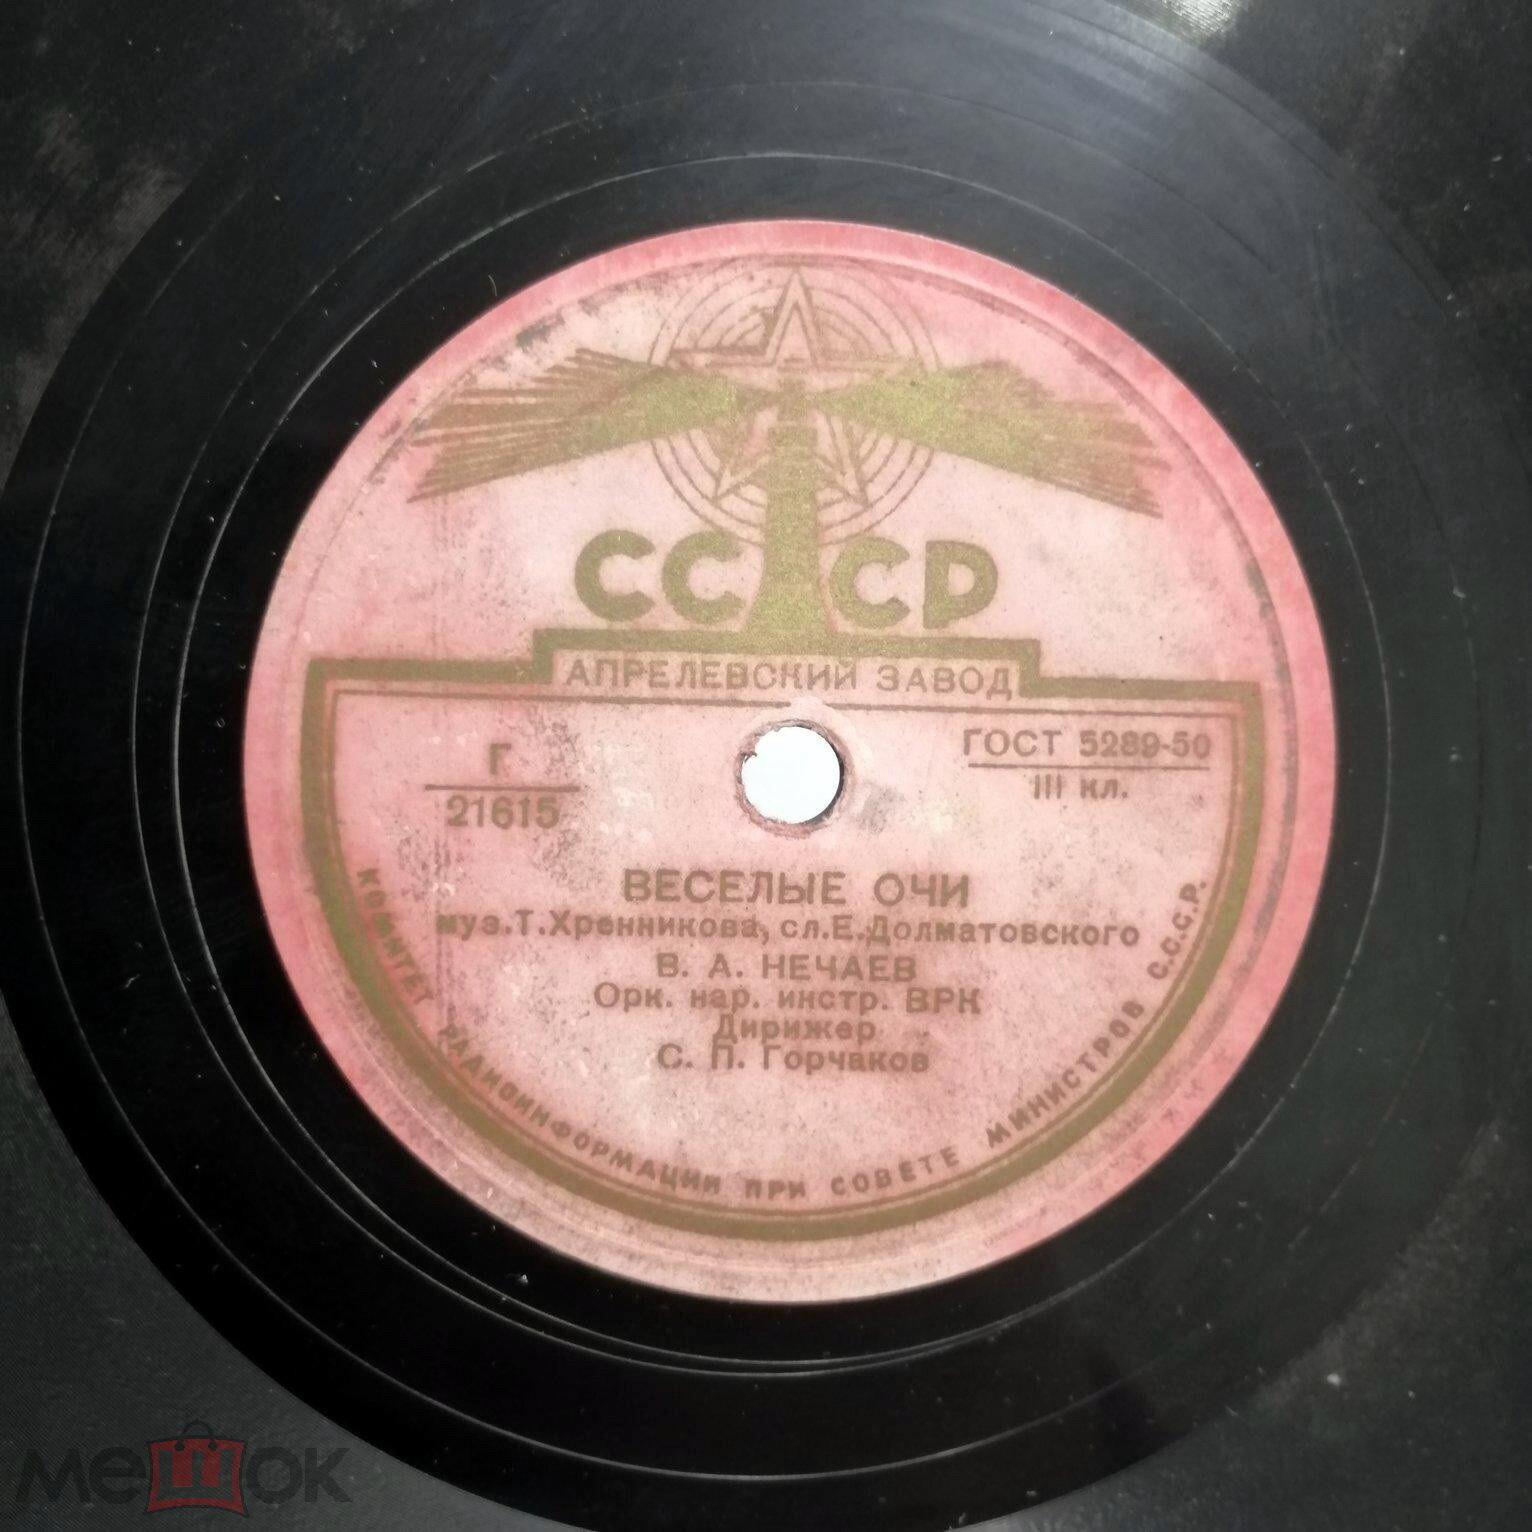 СССР
АПРЕЛЕВСКИЙ ЗАВОД
Г
21615
ГОСТ 5289-50
III кл.
ВЕСЕЛЫЕ ОЧИ
муз.Т.Хренникова, сл.Е.Долматовского
В. А. НЕЧАЕВ
Орк. нар. инстр. ВРК
Дирижер
С. П. Горчаков
КОМИТЕТ РАДИОИНФОРМАЦИИ ПРИ СОВЕТЕ МИНИСТРОВ С.С.С.Р.
мешок